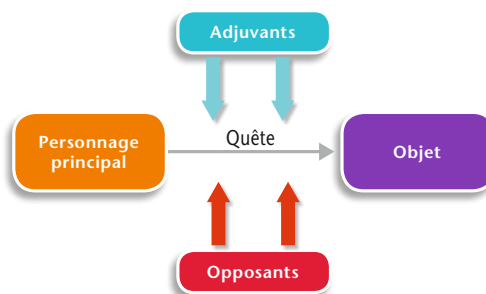 Adjuvants
Quête
Personnage
principal
Objet
Opposants